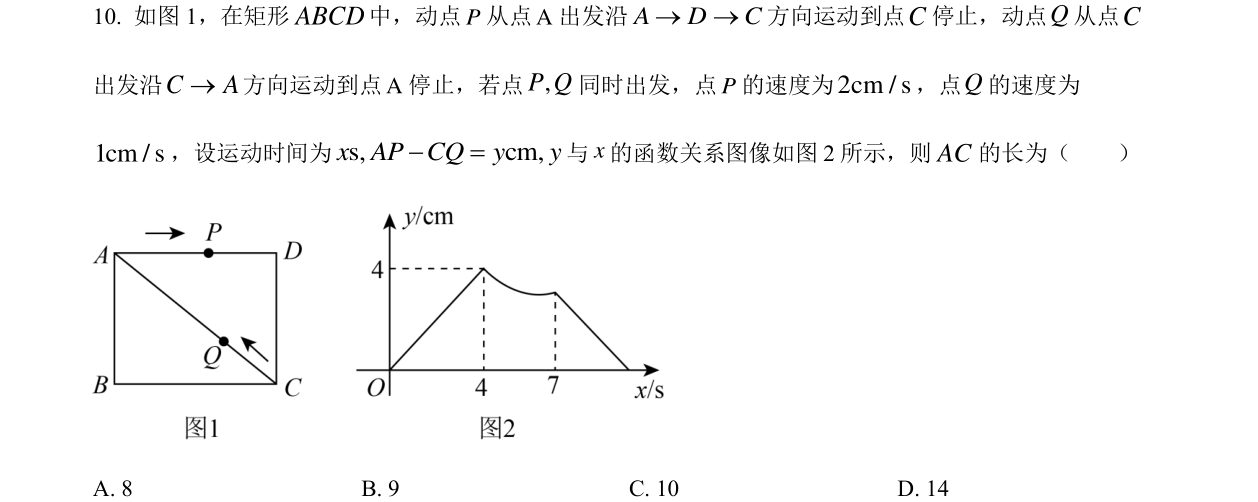 10. 如图 1，在矩形 ABCD 中，动点 P 从点 A 出发沿 A → D → C 方向运动到点 C 停止，动点 Q 从点 C
出发沿 C → A 方向运动到点 A 停止，若点 P,Q 同时出发，点 P 的速度为 2cm / s，点 Q 的速度为
1cm / s，设运动时间为 xs, AP − CQ = ycm, y 与 x 的函数关系图像如图 2 所示，则 AC 的长为（　　）
A P D
Q
B C
图1
y/cm
4
O 4 7 x/s
图2
A. 8 B. 9 C. 10 D. 14